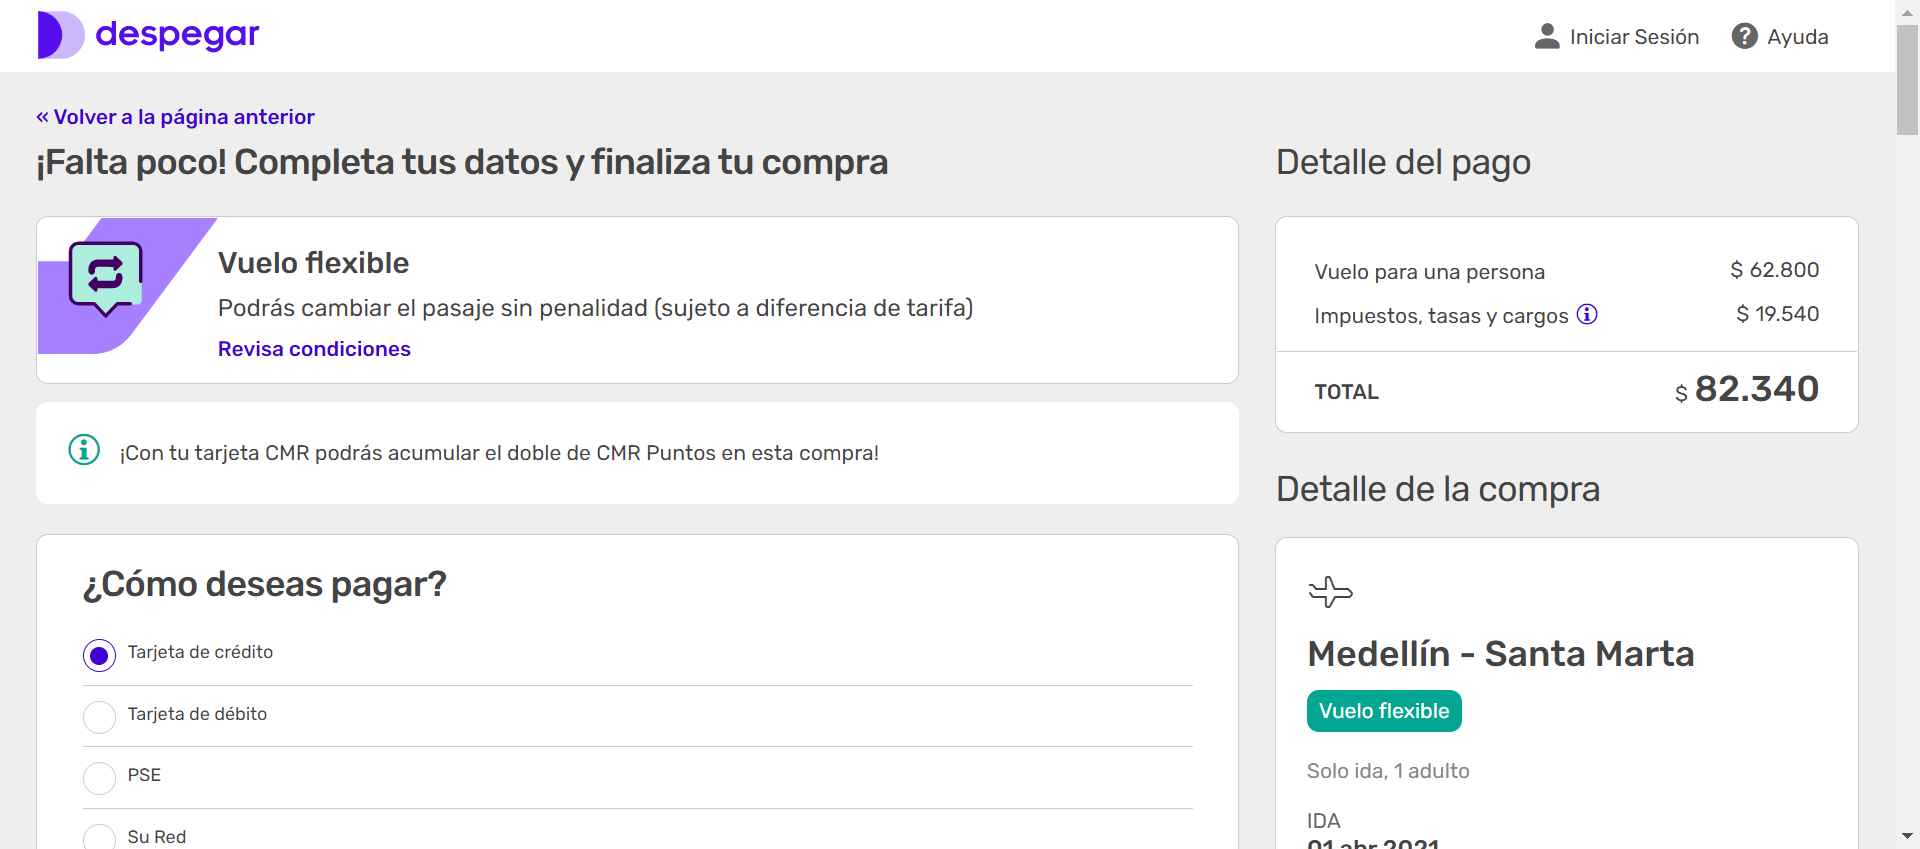 despegar
Iniciar Sesión
Ayuda
« Volver a la página anterior
¡Falta poco! Completa tus datos y finaliza tu compra
Vuelo flexible
Podrás cambiar el pasaje sin penalidad (sujeto a diferencia de tarifa)
Revisa condiciones
¡Con tu tarjeta CMR podrás acumular el doble de CMR Puntos en esta compra!
¿Cómo deseas pagar?
Tarjeta de crédito
Tarjeta de débito
PSE
Su Red
Detalle del pago
Vuelo para una persona $ 62.800
Impuestos, tasas y cargos $ 19.540
TOTAL $ 82.340
Detalle de la compra
Medellín - Santa Marta
Vuelo flexible
Solo ida, 1 adulto
IDA
01 abr 2021